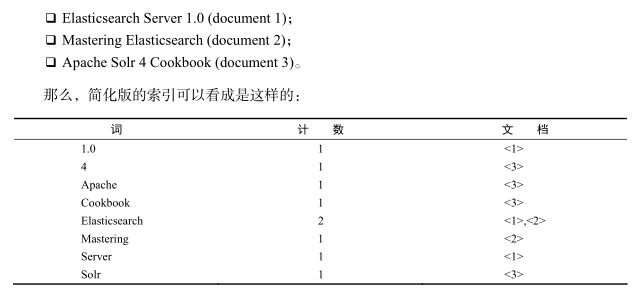 ❑ Elasticsearch Server 1.0 (document 1)；
❑ Mastering Elasticsearch (document 2)；
❑ Apache Solr 4 Cookbook (document 3)。
那么，简化版的索引可以看成是这样的：
词 计 数 文 档
1.0 1 <1>
4 1 <3>
Apache 1 <3>
Cookbook 1 <3>
Elasticsearch 2 <1>,<2>
Mastering 1 <2>
Server 1 <1>
Solr 1 <3>